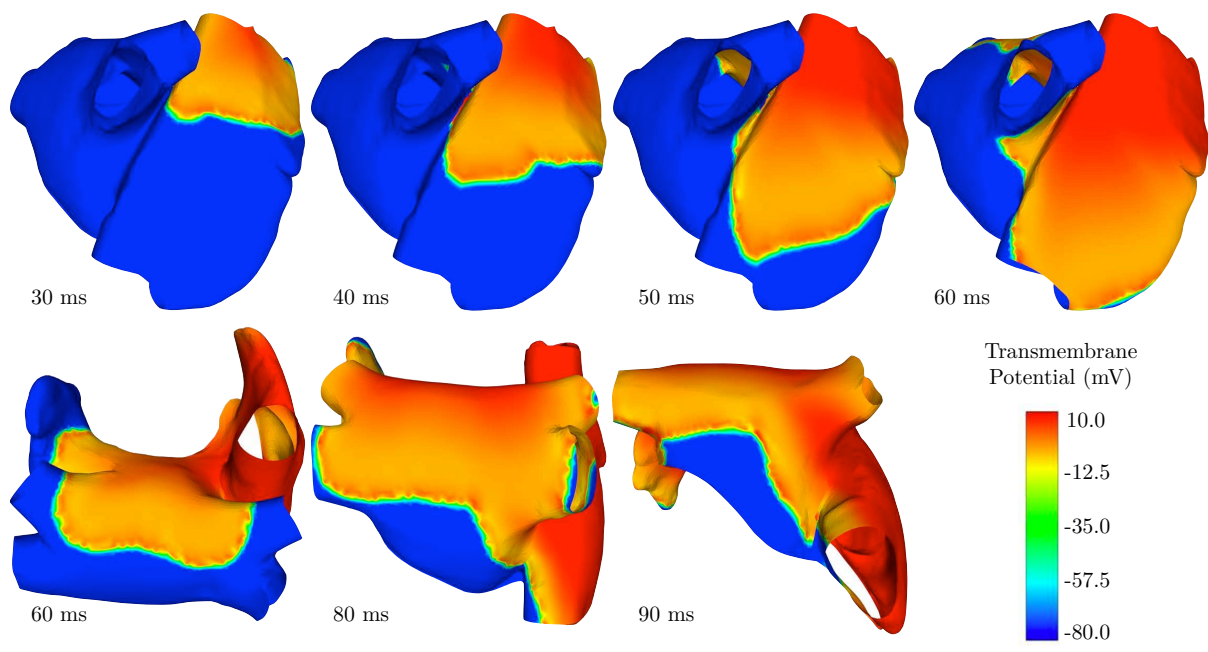 30 ms
40 ms
50 ms
60 ms
60 ms
80 ms
90 ms
Transmembrane
Potential (mV)
10.0
-12.5
-35.0
-57.5
-80.0